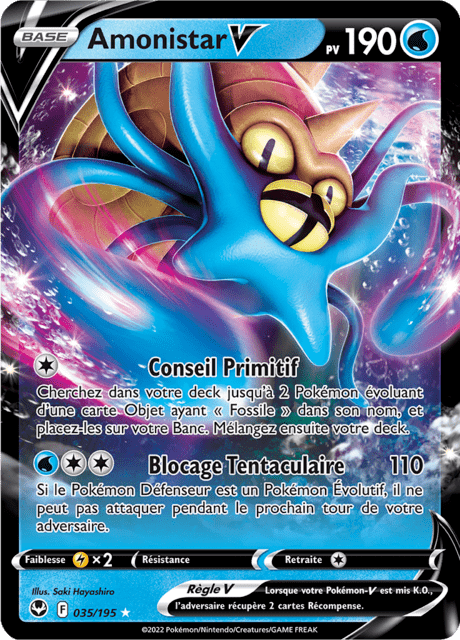 BASE Amonistar V PV 190
Conseil Primitif
Cherchez dans votre deck jusqu'à 2 Pokémon évoluant
d'une carte Objet ayant « Fossile » dans son nom, et
placez-les sur votre Banc. Mélangez ensuite votre deck.
Blocage Tentaculaire 110
Si le Pokémon Défenseur est un Pokémon Évolutif, il ne
peut pas attaquer pendant le prochain tour de votre
adversaire.
Faiblesse ×2 Résistance Retraite
Illus. Saki Hayashiro
Règle V Lorsque votre Pokémon-V est mis K.O.,
l'adversaire récupère 2 cartes Récompense.
F 035/195
©2022 Pokémon/Nintendo/Creatures/GAME FREAK